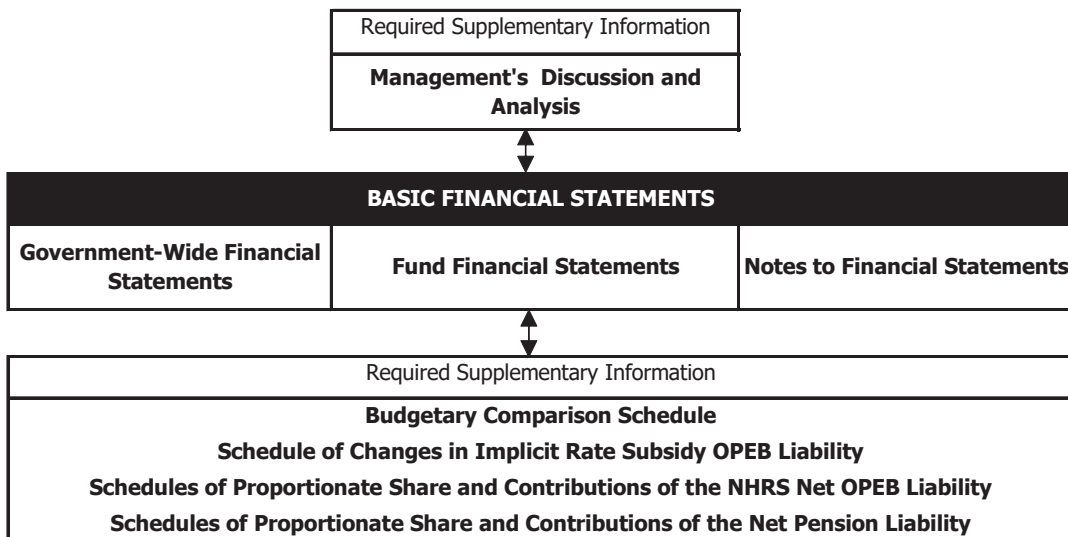 Required Supplementary Information
Management's Discussion and
Analysis
BASIC FINANCIAL STATEMENTS
Government-Wide Financial
Statements
Fund Financial Statements
Notes to Financial Statements
Required Supplementary Information
Budgetary Comparison Schedule
Schedule of Changes in Implicit Rate Subsidy OPEB Liability
Schedules of Proportionate Share and Contributions of the NHRS Net OPEB Liability
Schedules of Proportionate Share and Contributions of the Net Pension Liability